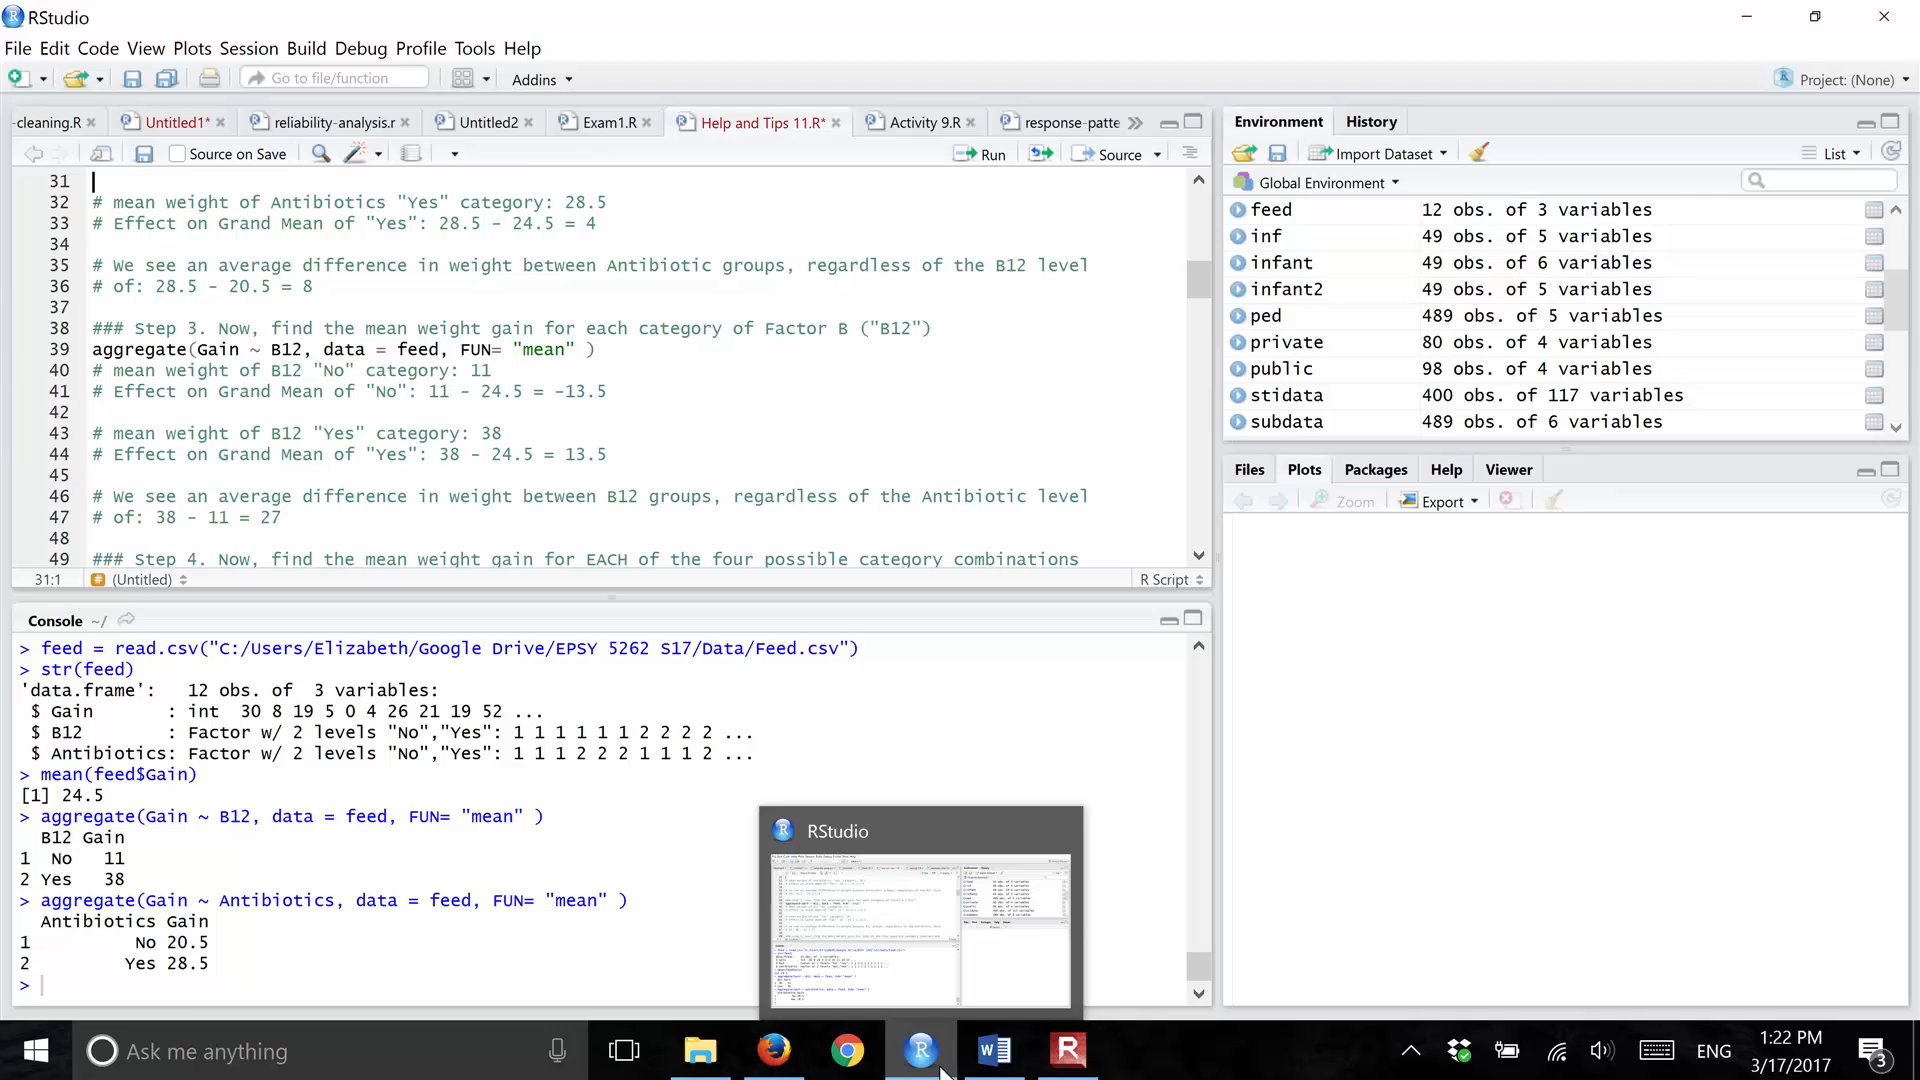 RStudio
File Edit Code View Plots Session Build Debug Profile Tools Help
Go to file/function
Addins
Project: (None)
-cleaning.R
Untitled1*
reliability-analysis.r
Untitled2
Exam1.R
Help and Tips 11.R*
Activity 9.R
response-patte
Source on Save
Run
Source
31
32 # mean weight of Antibiotics "Yes" category: 28.5
33 # Effect on Grand Mean of "Yes": 28.5 - 24.5 = 4
34
35 # We see an average difference in weight between Antibiotic groups, regardless of the B12 level
36 # of: 28.5 - 20.5 = 8
37
38 ### Step 3. Now, find the mean weight gain for each category of Factor B ("B12")
39 aggregate(Gain ~ B12, data = feed, FUN= "mean" )
40 # mean weight of B12 "No" category: 11
41 # Effect on Grand Mean of "No": 11 - 24.5 = -13.5
42
43 # mean weight of B12 "Yes" category: 38
44 # Effect on Grand Mean of "Yes": 38 - 24.5 = 13.5
45
46 # We see an average difference in weight between B12 groups, regardless of the Antibiotic level
47 # of: 38 - 11 = 27
48
49 ### Step 4. Now, find the mean weight gain for EACH of the four possible category combinations
31:1
(Untitled)
R Script
Console ~/
> feed = read.csv("C:/Users/Elizabeth/Google Drive/EPSY 5262 S17/Data/Feed.csv")
> str(feed)
'data.frame': 12 obs. of 3 variables:
$ Gain : int 30 8 19 5 0 4 26 21 19 52 ...
$ B12 : Factor w/ 2 levels "No","Yes": 1 1 1 1 1 1 2 2 2 2 ...
$ Antibiotics: Factor w/ 2 levels "No","Yes": 1 1 1 2 2 2 1 1 1 2 ...
> mean(feed$Gain)
[1] 24.5
> aggregate(Gain ~ B12, data = feed, FUN= "mean" )
B12 Gain
1 No 11
2 Yes 38
> aggregate(Gain ~ Antibiotics, data = feed, FUN= "mean" )
Antibiotics Gain
1 No 20.5
2 Yes 28.5
>
Environment
History
Import Dataset
List
Global Environment
feed 12 obs. of 3 variables
inf 49 obs. of 5 variables
infant 49 obs. of 6 variables
infant2 49 obs. of 5 variables
ped 489 obs. of 5 variables
private 80 obs. of 4 variables
public 98 obs. of 4 variables
stidata 400 obs. of 117 variables
subdata 489 obs. of 6 variables
Files Plots Packages Help Viewer
Zoom
Export
RStudio
Ask me anything
ENG
1:22 PM
3/17/2017
3